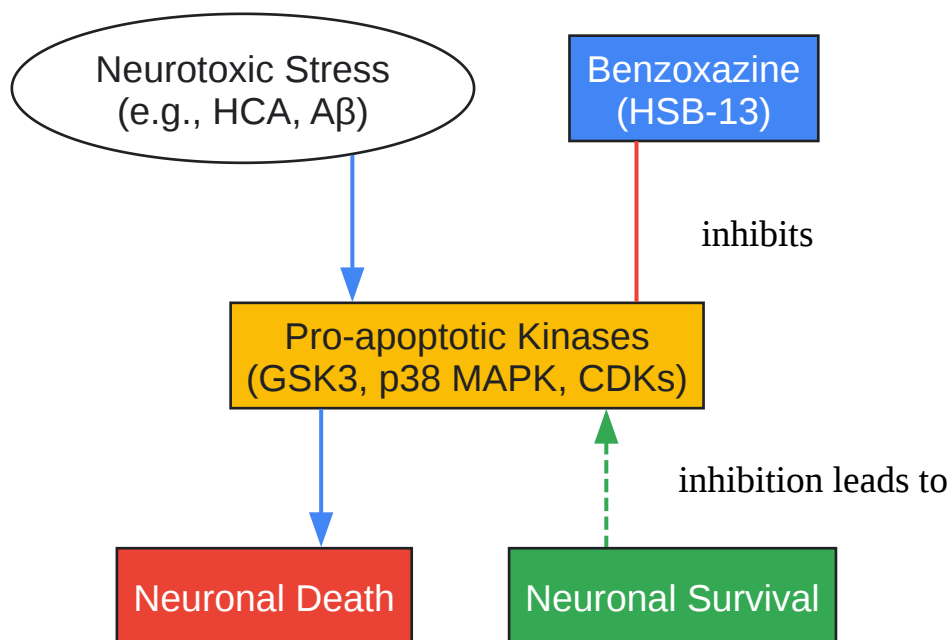 Neurotoxic Stress
(e.g., HCA, Aβ)
Benzoxazine
(HSB-13)
inhibits
Pro-apoptotic Kinases
(GSK3, p38 MAPK, CDKs)
inhibition leads to
Neuronal Death
Neuronal Survival